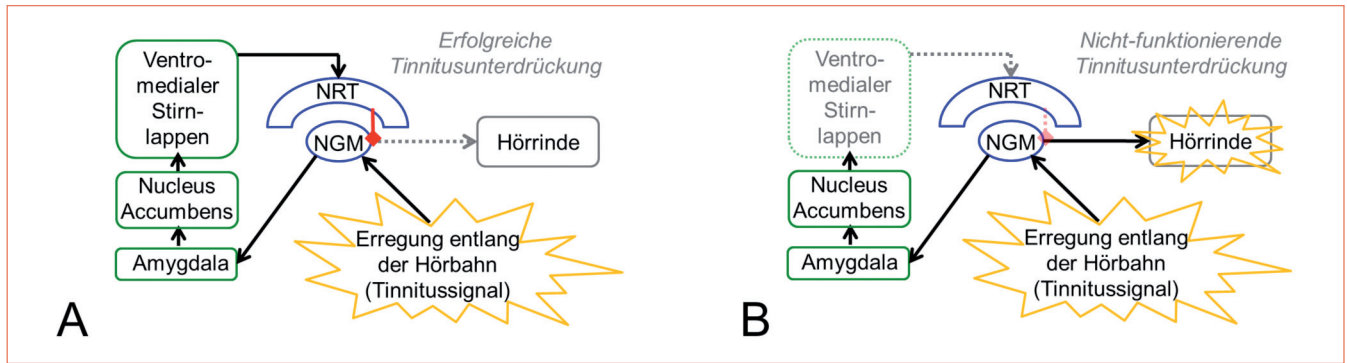 Erfolgreiche
Tinnitusunterdrückung
Ventro-
medialer
Stirn-
lappen
NRT
NGM
Hörrinde
Nucleus
Accumbens
Amygdala
Erregung entlang
der Hörbahn
(Tinnitussignal)
A
Nicht-funktionierende
Tinnitusunterdrückung
Ventro-
medialer
Stirn-
lappen
NRT
NGM
Hörrinde
Nucleus
Accumbens
Amygdala
Erregung entlang
der Hörbahn
(Tinnitussignal)
B